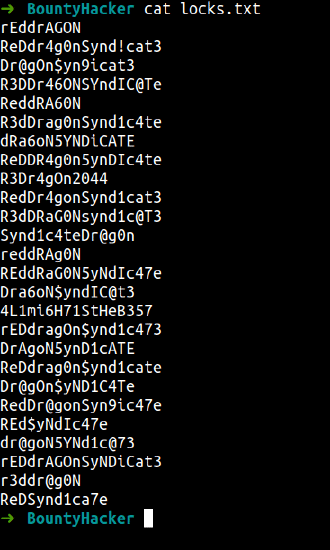 ➜ BountyHacker cat locks.txt
rEddrAGON
ReDdr4g0nSynd!cat3
Dr@gOn$yn9icat3
R3DDr46ONSYndIC@Te
ReddRA60N
R3dDrag0nSynd1c4te
dRa6oN5YNDiCATE
ReDDR4g0n5ynDIc4te
R3Dr4gOn2044
RedDr4gonSynd1cat3
R3dDRaG0Nsynd1c@T3
Synd1c4teDr@g0n
reddRAg0N
REddRaG0N5yNdIc47e
Dra6oN$yndIC@t3
4L1mi6H71StHeB357
rEDdragOn$ynd1c473
DrAgoN5ynD1cATE
ReDdrag0n$ynd1cate
Dr@gOn$yND1C4Te
RedDr@gonSyn9ic47e
REd$yNdIc47e
dr@goN5YNd1c@73
rEDdrAGOnSyNDiCat3
r3ddr@g0N
ReDSynd1ca7e
➜ BountyHacker